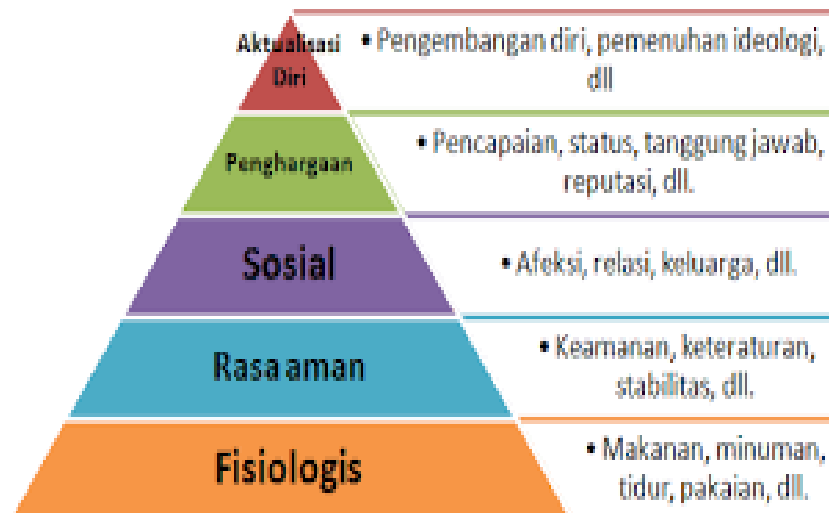 Aktualisasi
Diri
• Pengembangan diri, pemenuhan ideologi,
dll
Penghargaan
• Pencapaian, status, tanggung jawab,
reputasi, dll.
Sosial
• Afeksi, relasi, keluarga, dll.
Rasa aman
• Keamanan, keteraturan,
stabilitas, dll.
Fisiologis
• Makanan, minuman,
tidur, pakaian, dll.